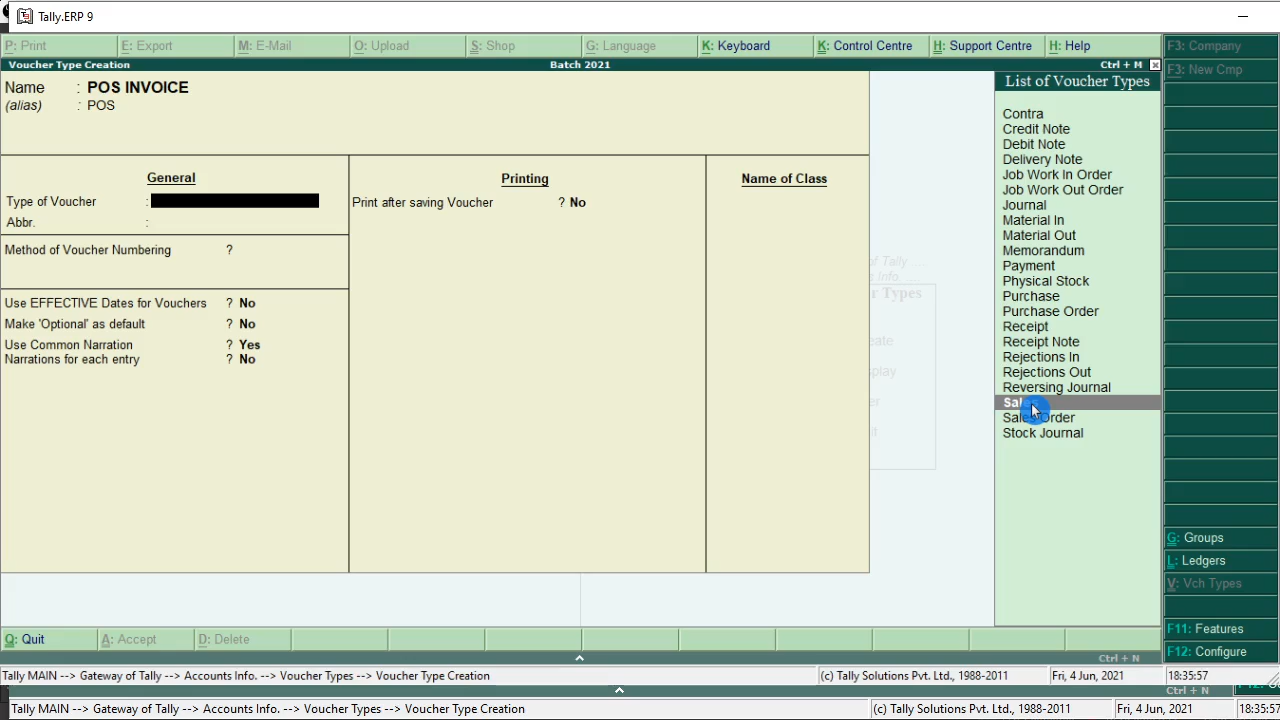 Tally.ERP 9
P: Print E: Export M: E-Mail O: Upload S: Shop G: Language K: Keyboard K: Control Centre H: Support Centre H: Help F3: Company
Voucher Type Creation Batch 2021 Ctrl + M
F3: New Cmp
Name : POS INVOICE
(alias) : POS
General
Type of Voucher :
Abbr. :
Method of Voucher Numbering ?
Use EFFECTIVE Dates for Vouchers ? No
Make 'Optional' as default ? No
Use Common Narration ? Yes
Narrations for each entry ? No
Printing
Print after saving Voucher ? No
Name of Class
List of Voucher Types
Contra
Credit Note
Debit Note
Delivery Note
Job Work In Order
Job Work Out Order
Journal
Material In
Material Out
Memorandum
Payment
Physical Stock
Purchase
Purchase Order
Receipt
Receipt Note
Rejections In
Rejections Out
Reversing Journal
Sales
Sales Order
Stock Journal
of Tally ....
r Types
G: Groups
L: Ledgers
V: Vch Types
F11: Features
F12: Configure
Q: Quit A: Accept D: Delete
Ctrl + N
Tally MAIN --> Gateway of Tally --> Accounts Info. --> Voucher Types --> Voucher Type Creation (c) Tally Solutions Pvt. Ltd., 1988-2011 Fri, 4 Jun, 2021 18:35:57
Ctrl + N
Tally MAIN --> Gateway of Tally --> Accounts Info. --> Voucher Types --> Voucher Type Creation (c) Tally Solutions Pvt. Ltd., 1988-2011 Fri, 4 Jun, 2021 18:35:57